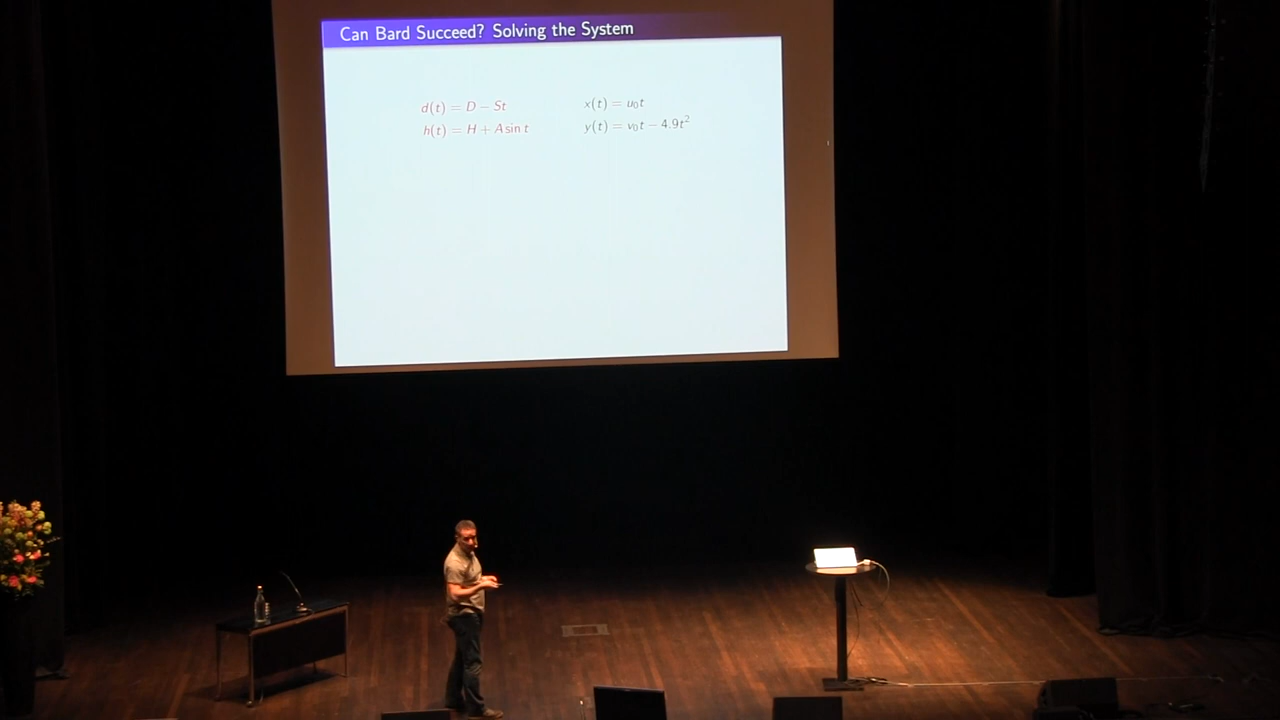 Can Bard Succeed? Solving the System
d(t) = D − St
h(t) = H + A sin t
x(t) = u₀t
y(t) = v₀t − 4.9t²